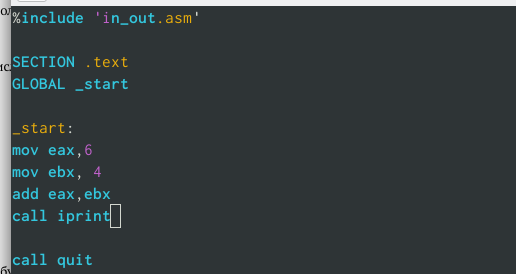 %include 'in_out.asm'
SECTION .text
GLOBAL _start
_start:
mov eax,6
mov ebx, 4
add eax,ebx
call iprint
call quit